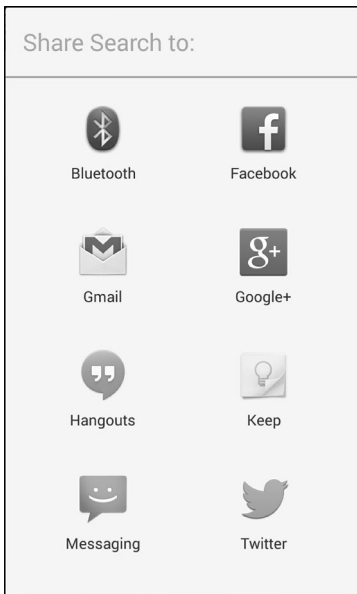 Share Search to:
Bluetooth Facebook
Gmail Google+
Hangouts Keep
Messaging Twitter